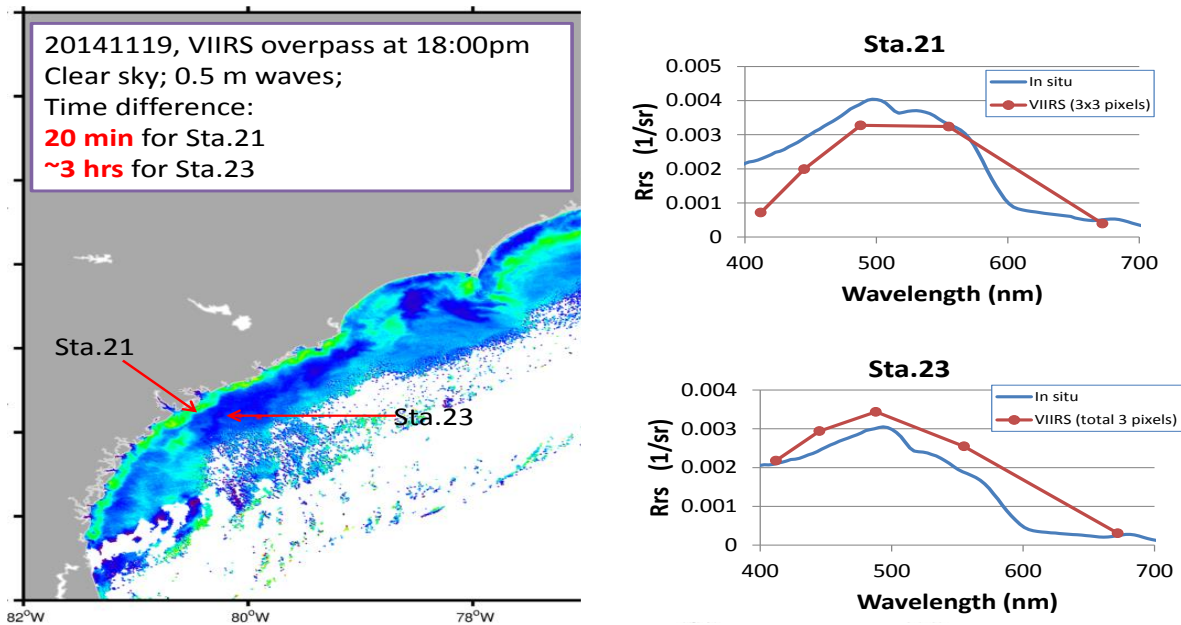 20141119, VIIRS overpass at 18:00pm
Clear sky; 0.5 m waves;
Time difference:
20 min for Sta.21
~3 hrs for Sta.23
Sta.21
Sta.23
82°W
80°W
78°W
Sta.21
0.005
0.004
0.003
0.002
0.001
0
Rrs (1/sr)
In situ
VIIRS (3x3 pixels)
400 500 600 700
Wavelength (nm)
Sta.23
0.004
0.003
0.002
0.001
0
Rrs (1/sr)
In situ
VIIRS (total 3 pixels)
400 500 600 700
Wavelength (nm)